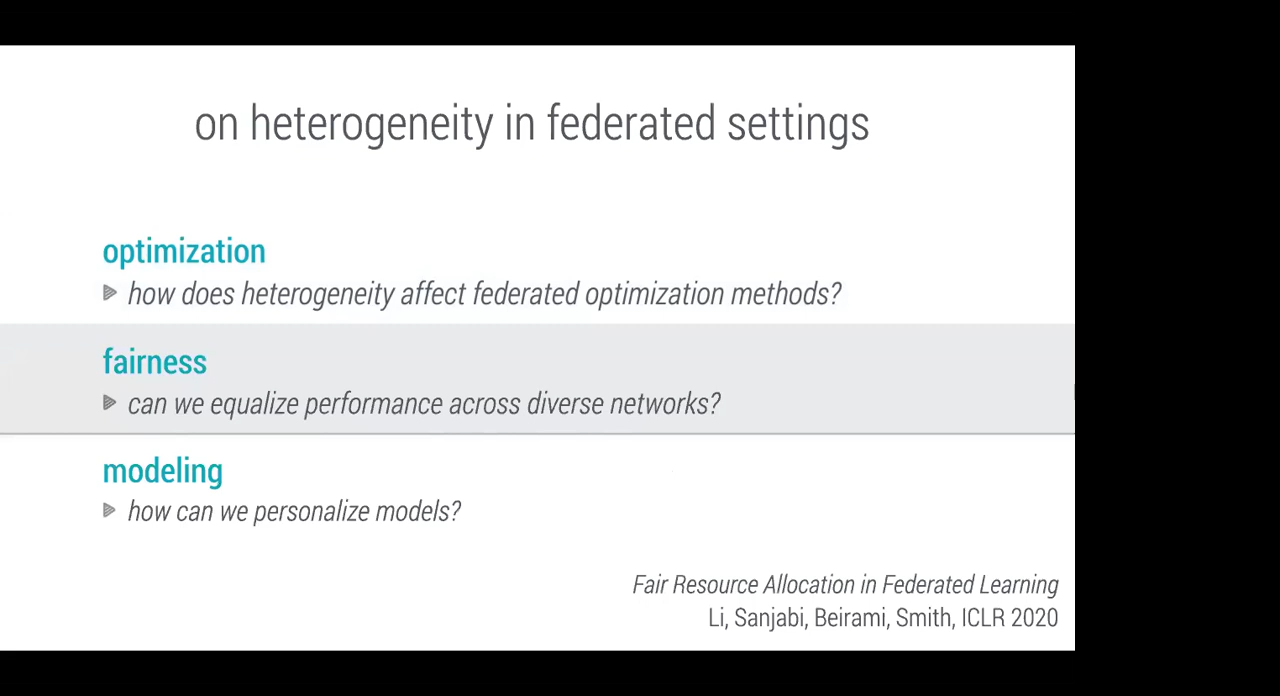 on heterogeneity in federated settings
optimization
how does heterogeneity affect federated optimization methods?
fairness
can we equalize performance across diverse networks?
modeling
how can we personalize models?
Fair Resource Allocation in Federated Learning
Li, Sanjabi, Beirami, Smith, ICLR 2020